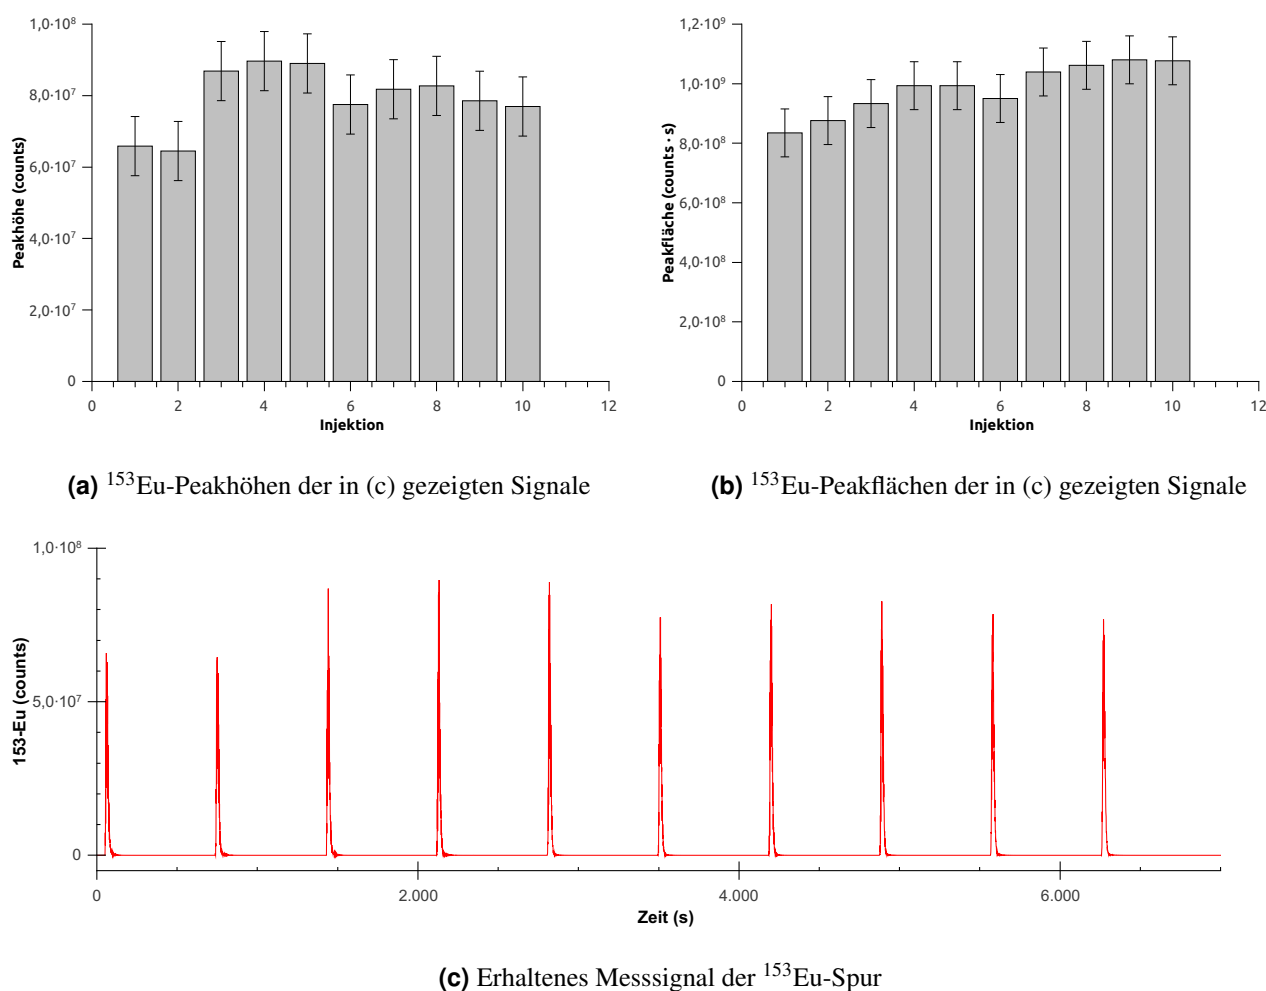 1,0·10⁸
8,0·10⁷
6,0·10⁷
4,0·10⁷
2,0·10⁷
0
Peakhöhe (counts)
0 2 4 6 8 10 12
Injektion
(a) ¹⁵³Eu-Peakhöhen der in (c) gezeigten Signale
1,2·10⁹
1,0·10⁹
8,0·10⁸
6,0·10⁸
4,0·10⁸
2,0·10⁸
0
Peakfläche (counts · s)
0 2 4 6 8 10 12
Injektion
(b) ¹⁵³Eu-Peakflächen der in (c) gezeigten Signale
1,0·10⁸
5,0·10⁷
0
153-Eu (counts)
0 2.000 4.000 6.000
Zeit (s)
(c) Erhaltenes Messsignal der ¹⁵³Eu-Spur